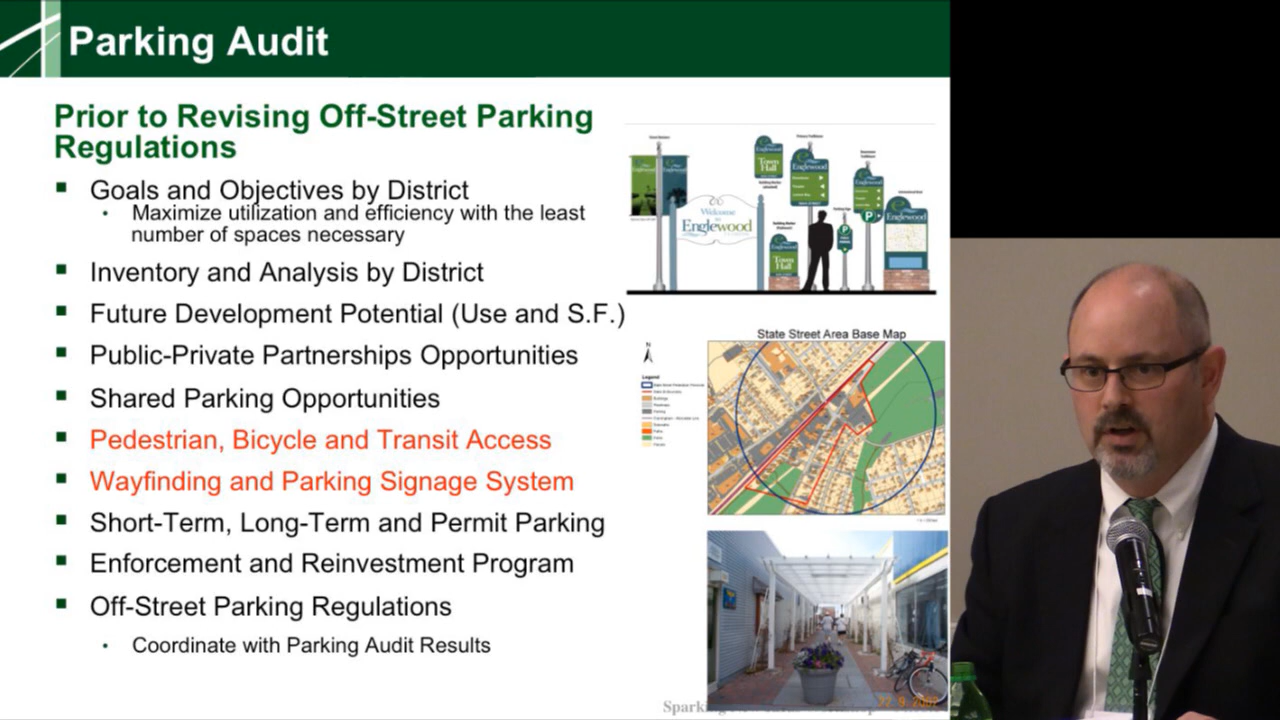 Parking Audit
Prior to Revising Off-Street Parking
Regulations
Goals and Objectives by District
Maximize utilization and efficiency with the least
number of spaces necessary
Inventory and Analysis by District
Future Development Potential (Use and S.F.)
Public-Private Partnerships Opportunities
Shared Parking Opportunities
Pedestrian, Bicycle and Transit Access
Wayfinding and Parking Signage System
Short-Term, Long-Term and Permit Parking
Enforcement and Reinvestment Program
Off-Street Parking Regulations
Coordinate with Parking Audit Results
Welcome
to
Englewood
Town
Hall
Englewood
Town
Hall
Englewood
P
P
Englewood
State Street Area Base Map
N
Legend
22.9.2002